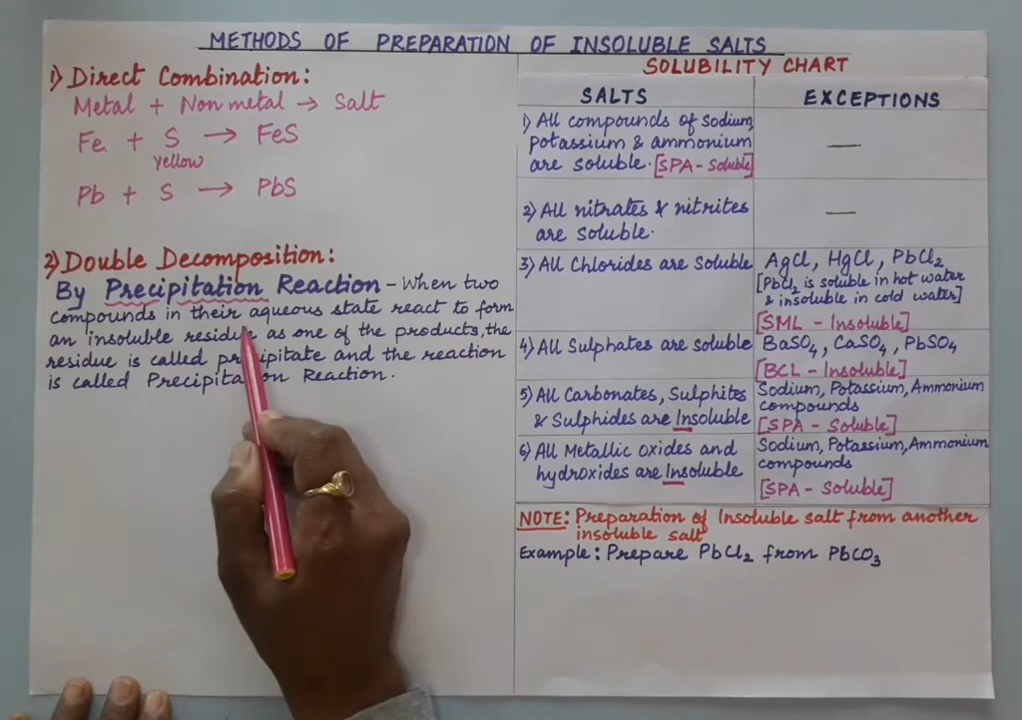 METHODS OF PREPARATION OF INSOLUBLE SALTS
1) Direct Combination:
Metal + Non metal → Salt
Fe + S → FeS
Yellow
Pb + S → PbS
2) Double Decomposition:
By Precipitation Reaction - When two
compounds in their aqueous state react to form
an insoluble residue as one of the products, the
residue is called precipitate and the reaction
is called Precipitation Reaction.
SOLUBILITY CHART
SALTS
EXCEPTIONS
1) All compounds of sodium,
potassium & ammonium
are soluble. [SPA - Soluble]
—
2) All nitrates & nitrites
are soluble.
—
3) All Chlorides are Soluble
AgCl, HgCl, PbCl2
[PbCl2 is soluble in hot water
& insoluble in cold water]
[SML - Insoluble]
4) All Sulphates are soluble
BaSO4, CaSO4, PbSO4
[BCL - Insoluble]
5) All Carbonates, Sulphites
& Sulphides are Insoluble
Sodium, Potassium, Ammonium
compounds
[SPA - Soluble]
6) All Metallic oxides and
hydroxides are Insoluble
Sodium, Potassium, Ammonium
compounds
[SPA - Soluble]
NOTE: Preparation of Insoluble salt from another
insoluble salt
Example: Prepare PbCl2 from PbCO3